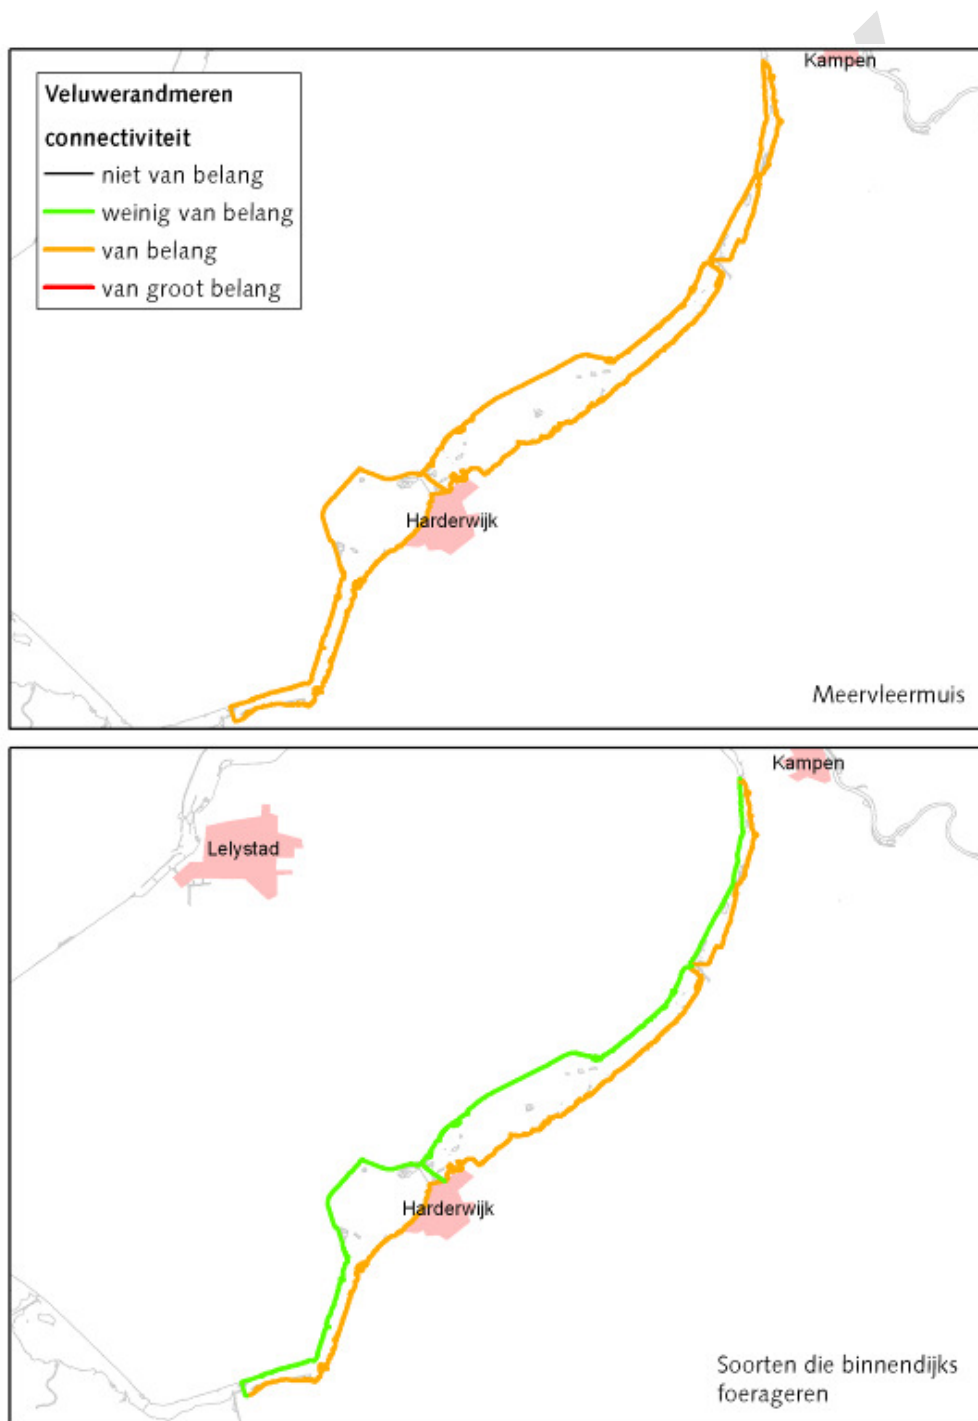 Kampen
Veluwerandmeren
connectiviteit
niet van belang
weinig van belang
van belang
van groot belang
Harderwijk
Meervleermuis
Kampen
Lelystad
Harderwijk
Soorten die binnendijks
foerageren